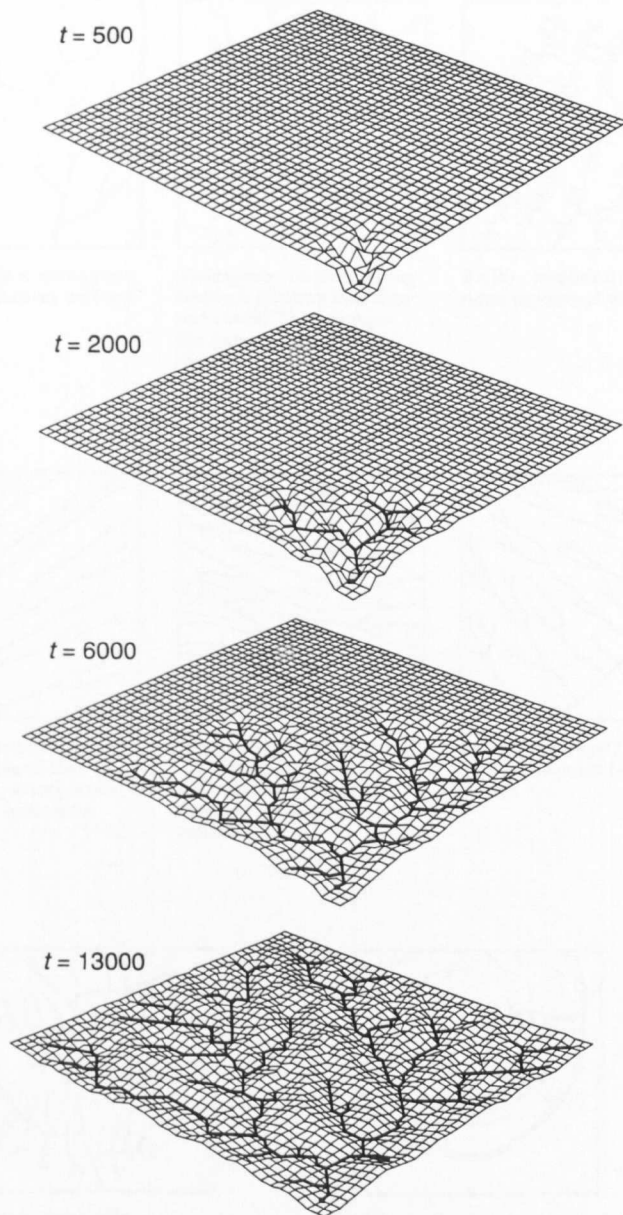 t = 500
t = 2000
t = 6000
t = 13000